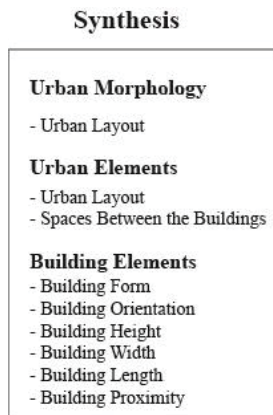 Synthesis
Urban Morphology
- Urban Layout
Urban Elements
- Urban Layout
- Spaces Between the Buildings
Building Elements
- Building Form
- Building Orientation
- Building Height
- Building Width
- Building Length
- Building Proximity